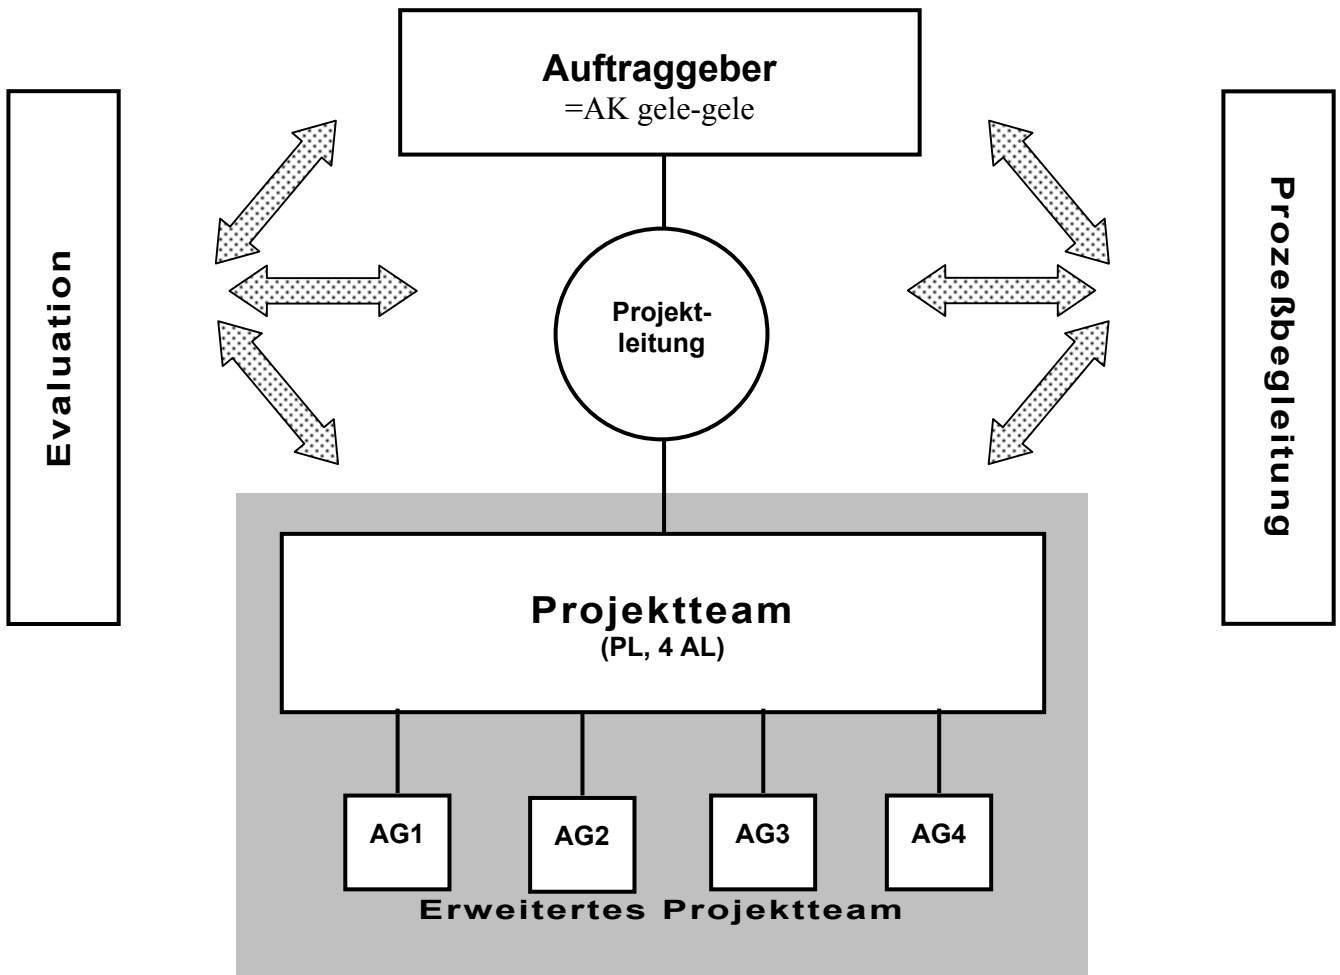 Auftraggeber
=AK gele-gele
Evaluation
Prozeßbegleitung
Projekt-
leitung
Projektteam
(PL, 4 AL)
AG1
AG2
AG3
AG4
Erweitertes Projektteam